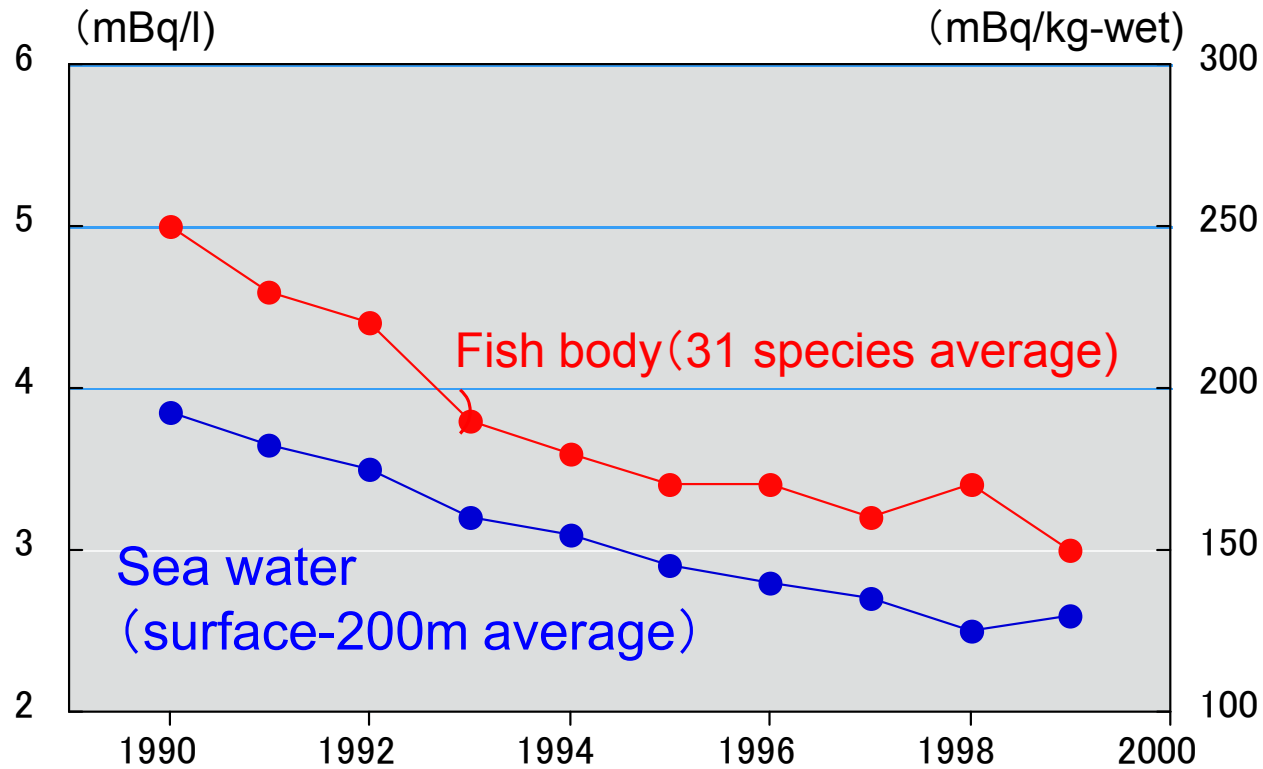 （mBq/l)
（mBq/kg-wet)
6
300
5
250
Fish body（31 species average)
4
200
3
150
Sea water
（surface-200m average）
2
100
1990 1992 1994 1996 1998 2000